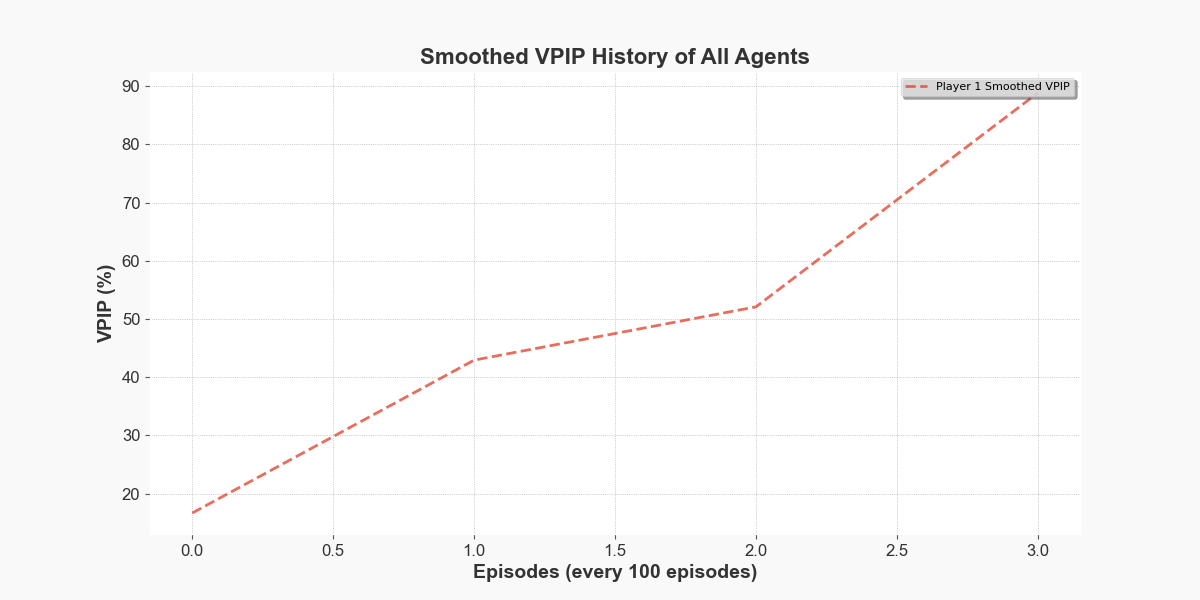 Smoothed VPIP History of All Agents
Player 1 Smoothed VPIP
90
80
70
60
50
40
30
20
VPIP (%)
0.0 0.5 1.0 1.5 2.0 2.5 3.0
Episodes (every 100 episodes)